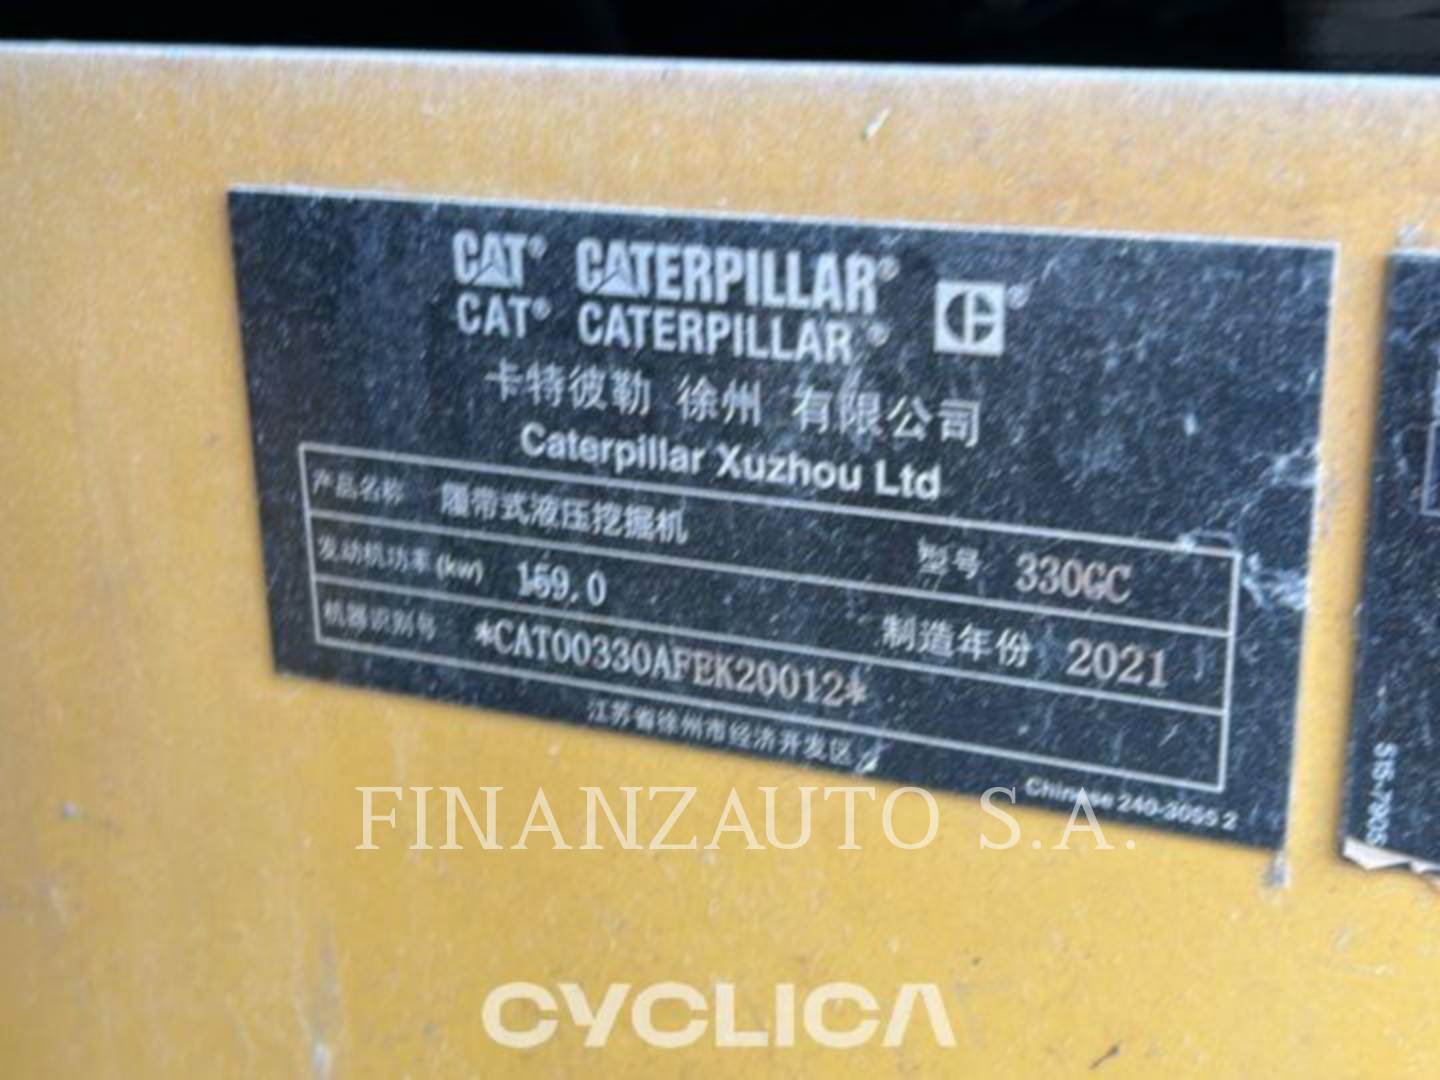 CAT® CATERPILLAR®
CAT® CATERPILLAR® ®
卡特彼勒 徐州 有限公司
Caterpillar Xuzhou Ltd
产品名称 履带式液压挖掘机 型号 330GC
发动机功率(kw) 159.0 制造年份 2021
机器识别号 *CAT00330AFEK20012*
江苏省徐州市经济开发区
Chinese 240-3055 2
515-7903
FINANZAUTO S.A.
CYCLICA